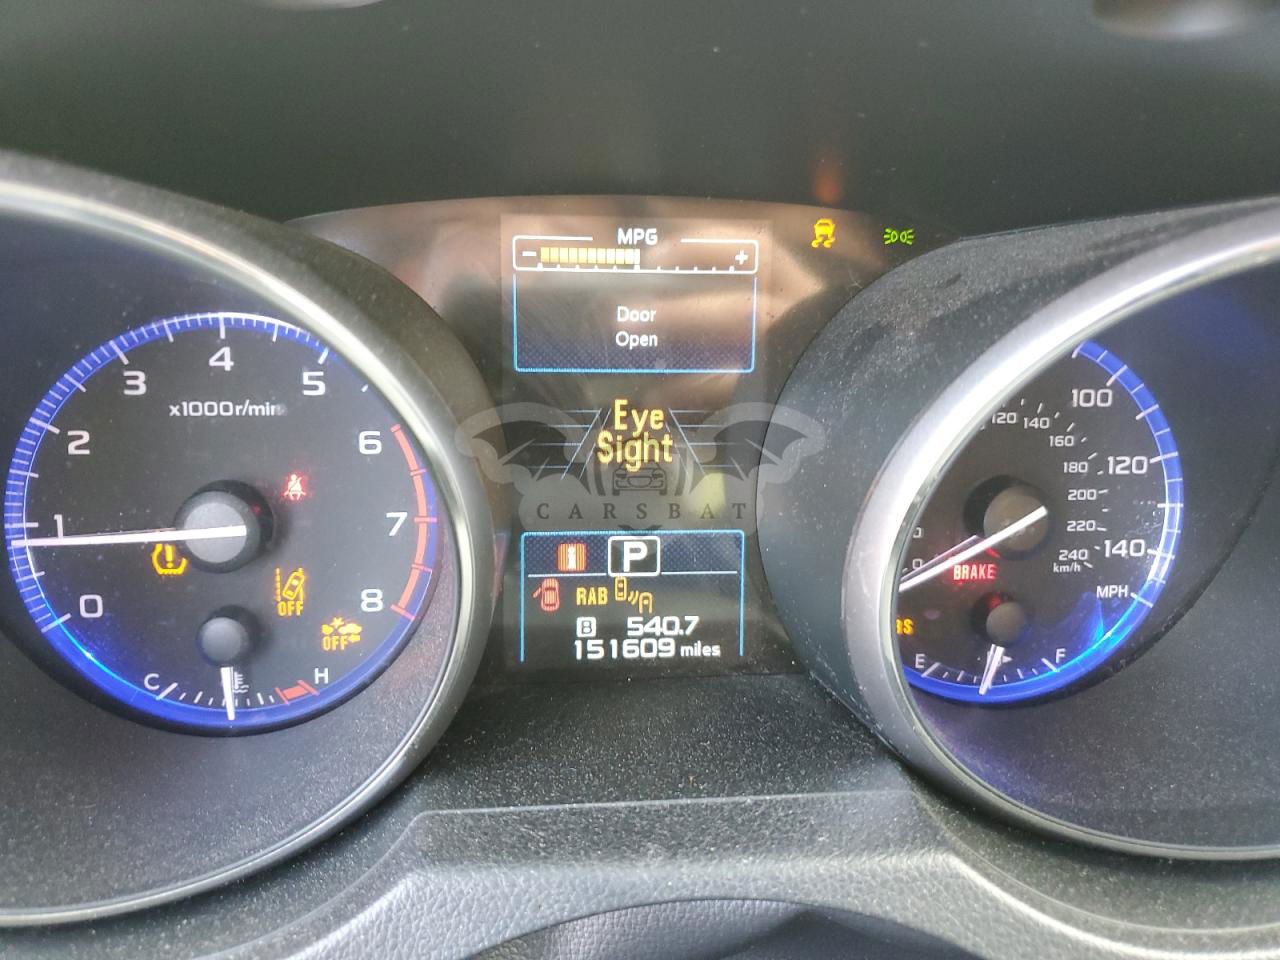 MPG
- +
Door
Open
Eye
Sight
CARSBAT
P
RAB
B 540.7
151609 miles
0
1
2
3
4
5
6
7
8
x1000r/min
OFF
OFF
C H
100
120
140
MPH
120
140
160
180
200
220
240
km/h
BRAKE
E F